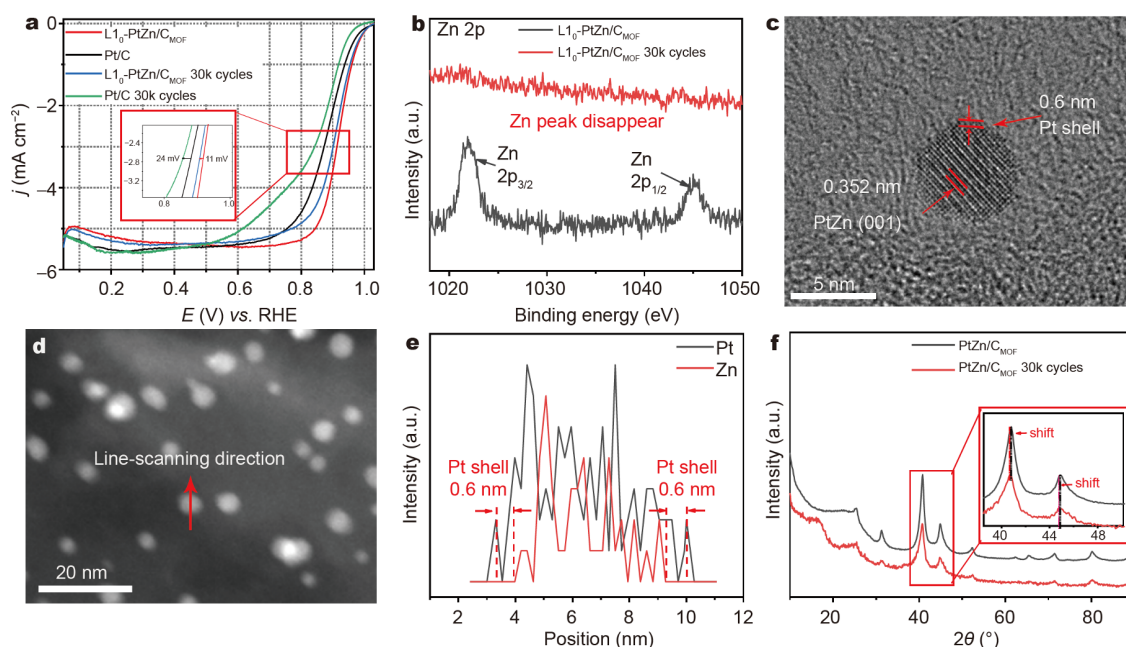 a
L1₀-PtZn/C_MOF
Pt/C
L1₀-PtZn/C_MOF 30k cycles
Pt/C 30k cycles
24 mV
11 mV
-2.4
-2.8
-3.2
0.8
1.0
0
−2
−4
−6
j (mA cm⁻²)
0.2
0.4
0.6
0.8
1.0
E (V) vs. RHE
b
Zn 2p
L1₀-PtZn/C_MOF
L1₀-PtZn/C_MOF 30k cycles
Zn peak disappear
Zn
2p₃/₂
Zn
2p₁/₂
Intensity (a.u.)
1020
1030
1040
1050
Binding energy (eV)
c
0.6 nm
Pt shell
0.352 nm
PtZn (001)
5 nm
d
Line-scanning direction
20 nm
e
Pt
Zn
Pt shell
0.6 nm
Pt shell
0.6 nm
Intensity (a.u.)
0
2
4
6
8
10
12
Position (nm)
f
PtZn/C_MOF
PtZn/C_MOF 30k cycles
shift
shift
40
44
48
Intensity (a.u.)
20
40
60
80
2θ (°)